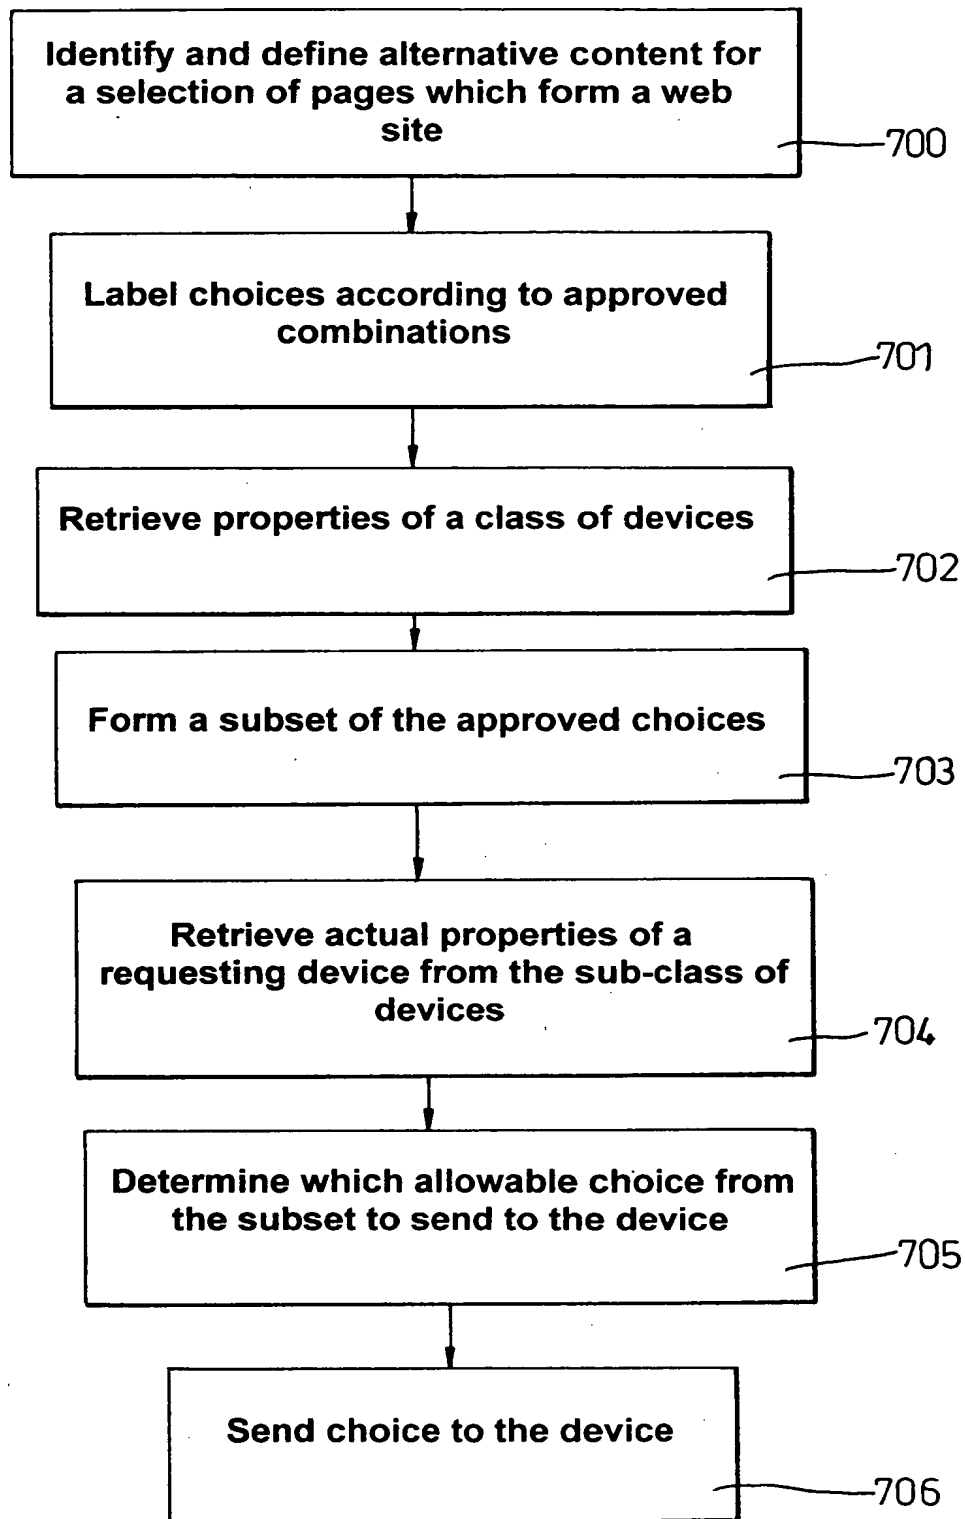 Identify and define alternative content for
a selection of pages which form a web
site
700
Label choices according to approved
combinations
701
Retrieve properties of a class of devices
702
Form a subset of the approved choices
703
Retrieve actual properties of a
requesting device from the sub-class of
devices
704
Determine which allowable choice from
the subset to send to the device
705
Send choice to the device
706